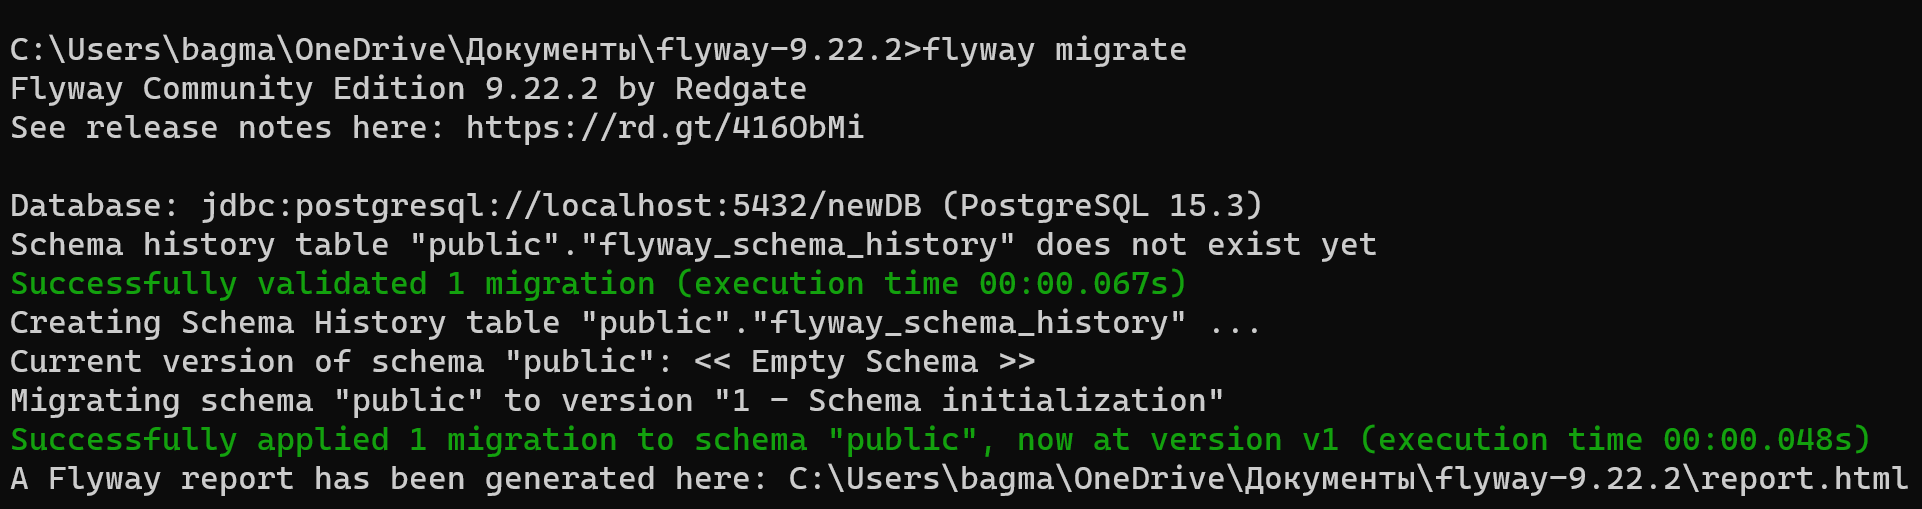 C:\Users\bagma\OneDrive\Документы\flyway-9.22.2>flyway migrate
Flyway Community Edition 9.22.2 by Redgate
See release notes here: https://rd.gt/416ObMi
Database: jdbc:postgresql://localhost:5432/newDB (PostgreSQL 15.3)
Schema history table "public"."flyway_schema_history" does not exist yet
Successfully validated 1 migration (execution time 00:00.067s)
Creating Schema History table "public"."flyway_schema_history" ...
Current version of schema "public": << Empty Schema >>
Migrating schema "public" to version "1 - Schema initialization"
Successfully applied 1 migration to schema "public", now at version v1 (execution time 00:00.048s)
A Flyway report has been generated here: C:\Users\bagma\OneDrive\Документы\flyway-9.22.2\report.html